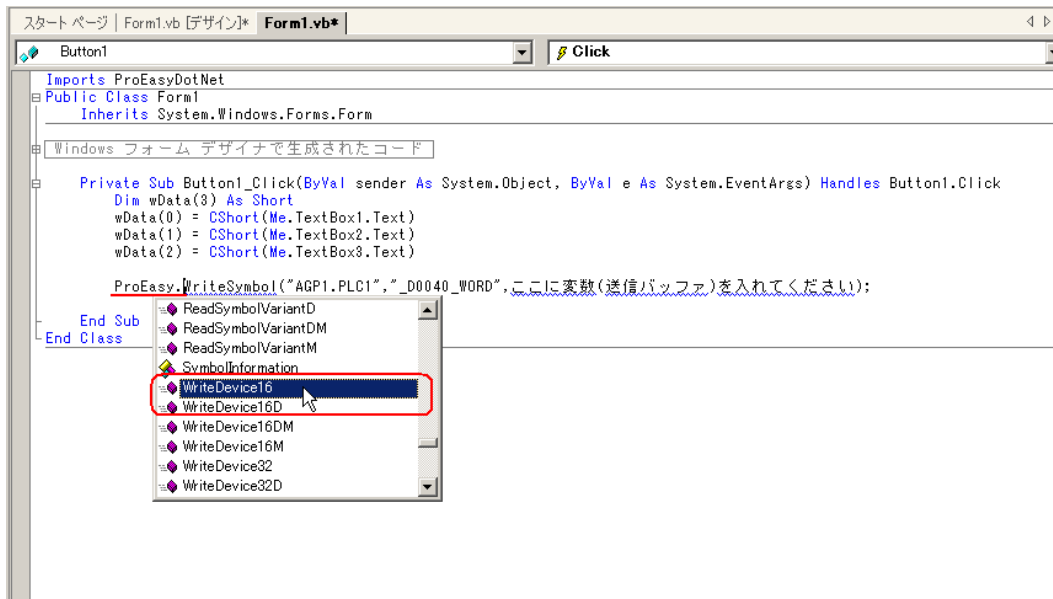 スタート ページ | Form1.vb [デザイン]* Form1.vb*
Button1 Click
Imports ProEasyDotNet
Public Class Form1
Inherits System.Windows.Forms.Form
Windows フォーム デザイナで生成されたコード
Private Sub Button1_Click(ByVal sender As System.Object, ByVal e As System.EventArgs) Handles Button1.Click
Dim wData(3) As Short
wData(0) = CShort(Me.TextBox1.Text)
wData(1) = CShort(Me.TextBox2.Text)
wData(2) = CShort(Me.TextBox3.Text)
ProEasy.WriteSymbol("AGP1.PLC1","_D0040_WORD",ここに変数(送信バッファ)を入れてください);
End Sub
End Class
ReadSymbolVariantD
ReadSymbolVariantDM
ReadSymbolVariantM
SymbolInformation
WriteDevice16
WriteDevice16D
WriteDevice16DM
WriteDevice16M
WriteDevice32
WriteDevice32D